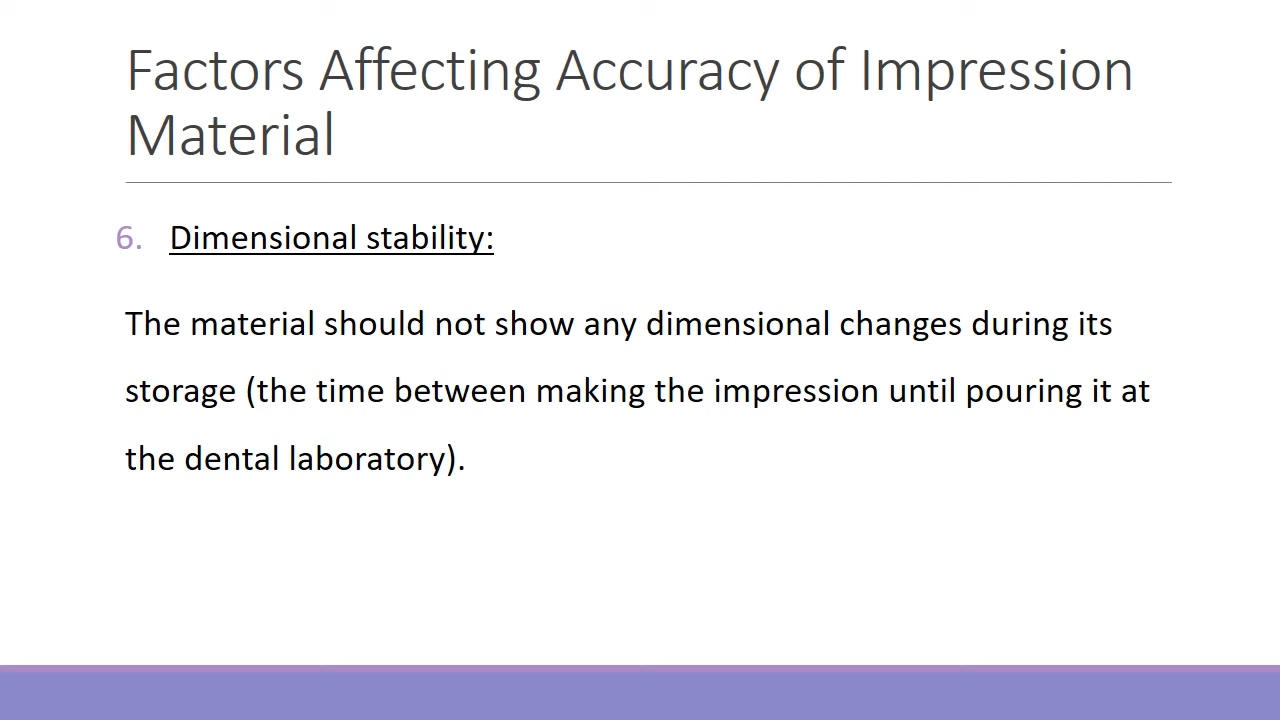 Factors Affecting Accuracy of Impression
Material
6. Dimensional stability:
The material should not show any dimensional changes during its
storage (the time between making the impression until pouring it at
the dental laboratory).